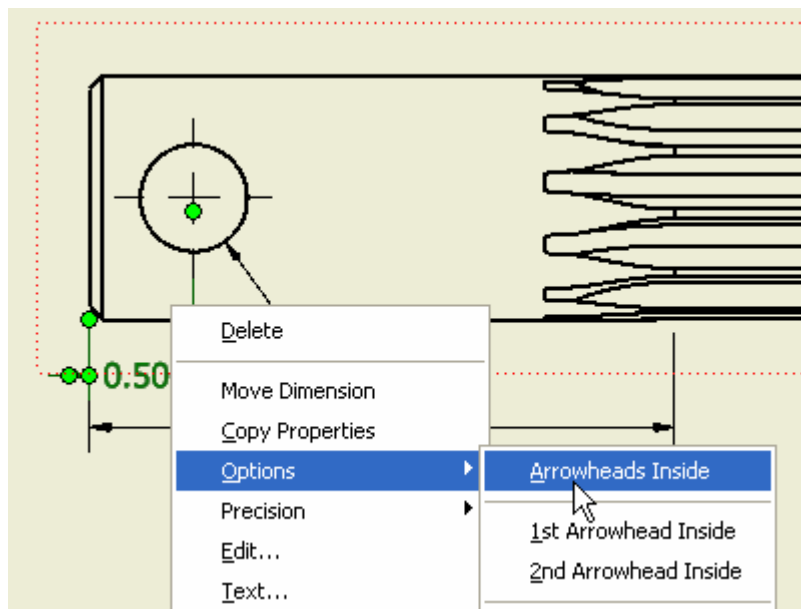 Delete
0.50
Move Dimension
Copy Properties
Options
Arrowheads Inside
Precision
1st Arrowhead Inside
Edit...
2nd Arrowhead Inside
Text...